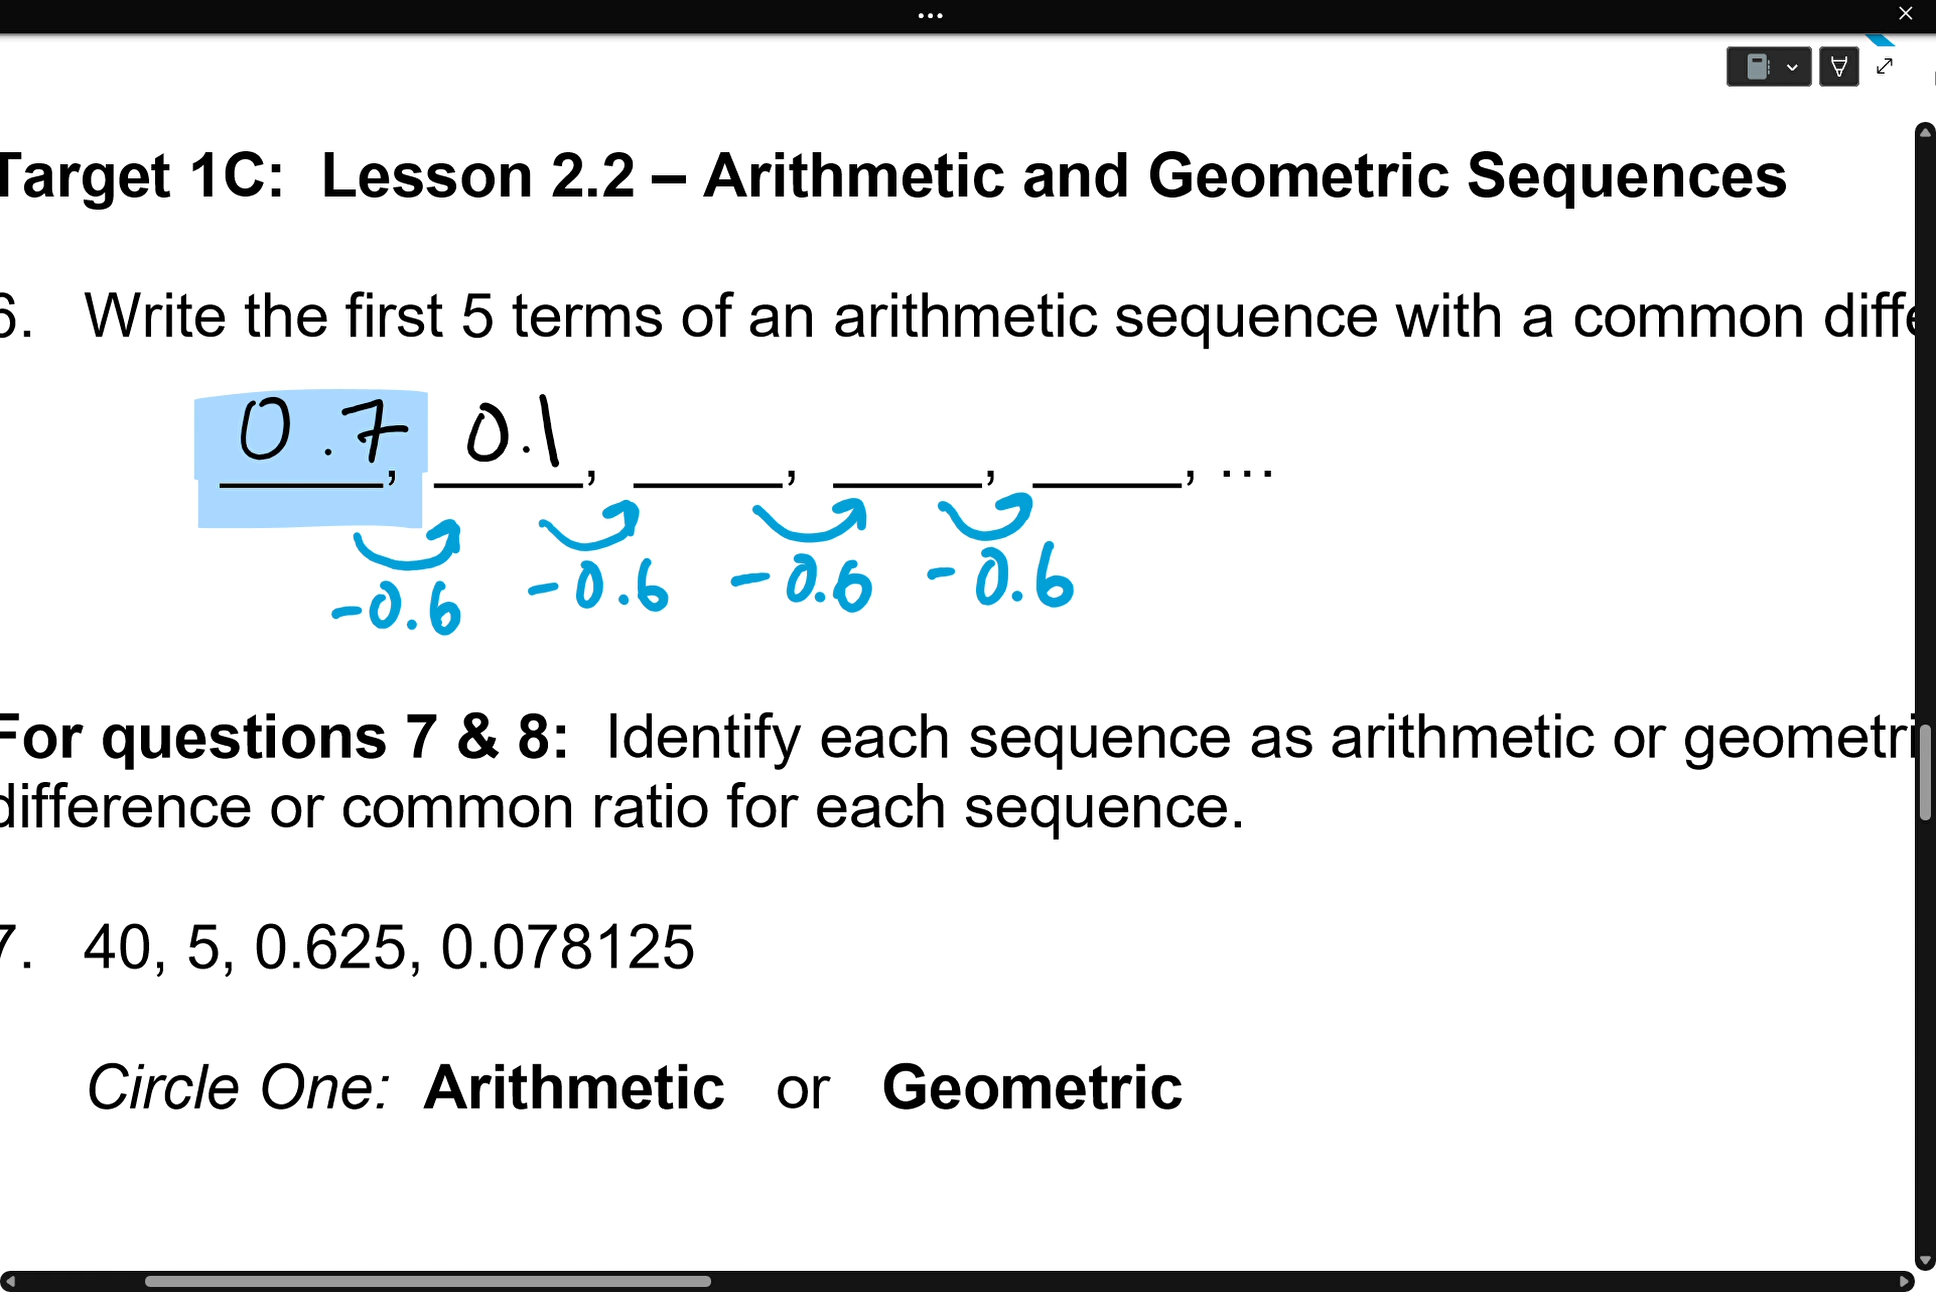 Target 1C: Lesson 2.2 – Arithmetic and Geometric Sequences
6. Write the first 5 terms of an arithmetic sequence with a common diffe
0.7, 0.1, _____, _____, _____, ...
-0.6 -0.6 -0.6 -0.6
For questions 7 & 8: Identify each sequence as arithmetic or geometri
difference or common ratio for each sequence.
7. 40, 5, 0.625, 0.078125
Circle One: Arithmetic or Geometric